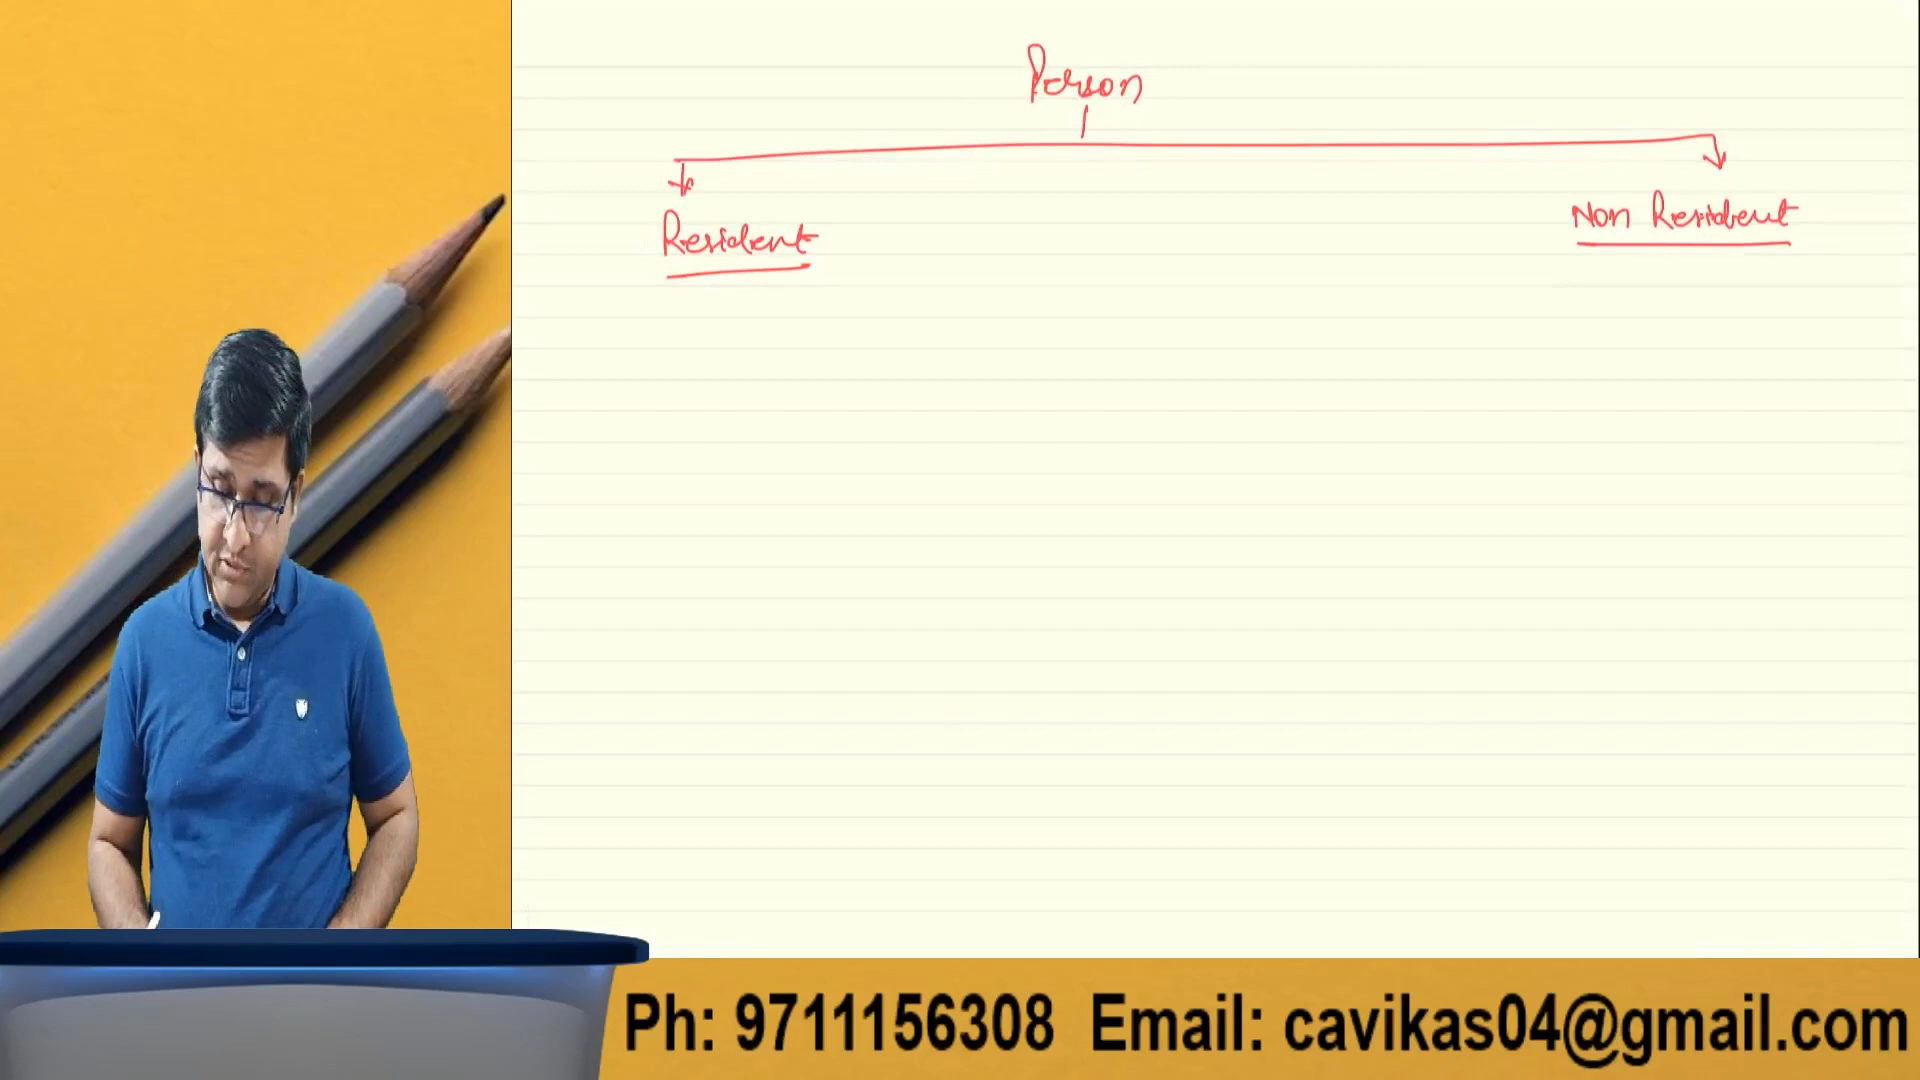 Person
Resident
Non Resident
Ph: 9711156308 Email: cavikas04@gmail.com